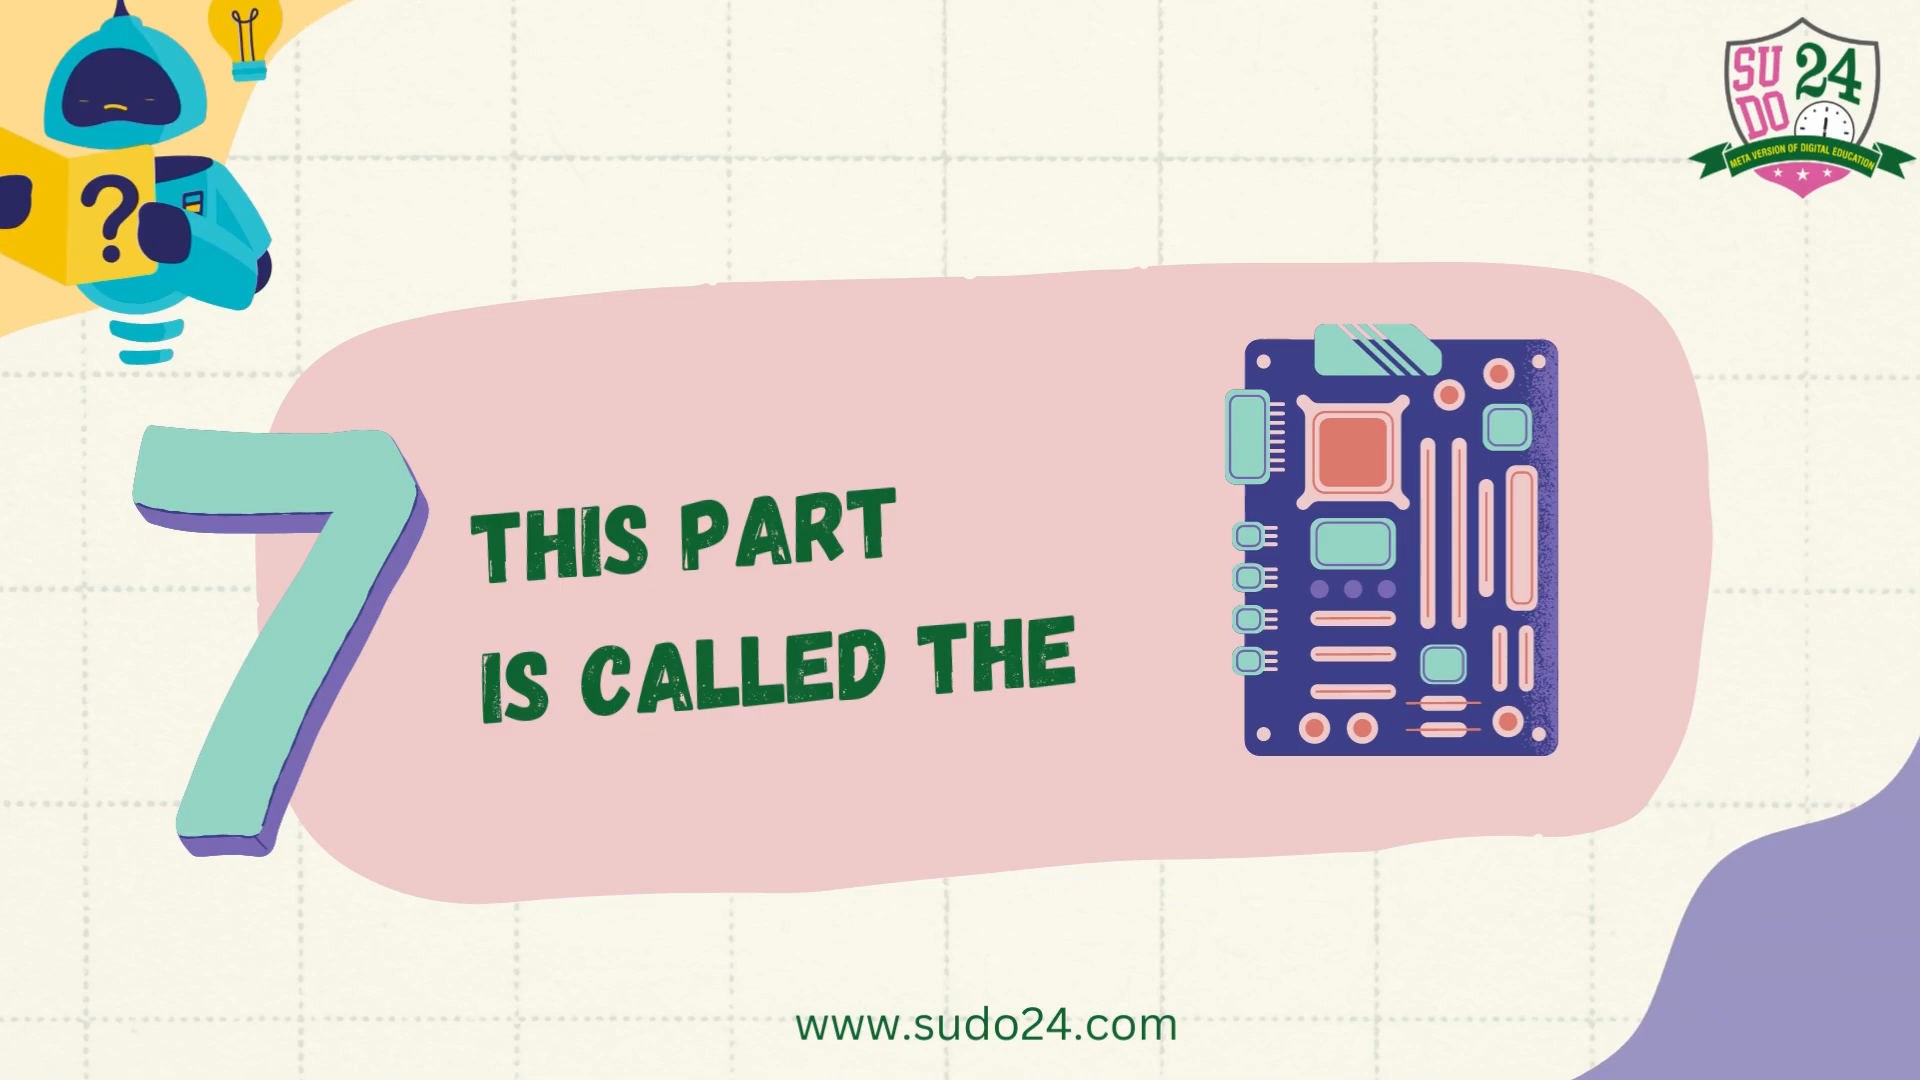 SU
DO
24
META VERSION OF DIGITAL EDUCATION
?
7
THIS PART
IS CALLED THE
www.sudo24.com